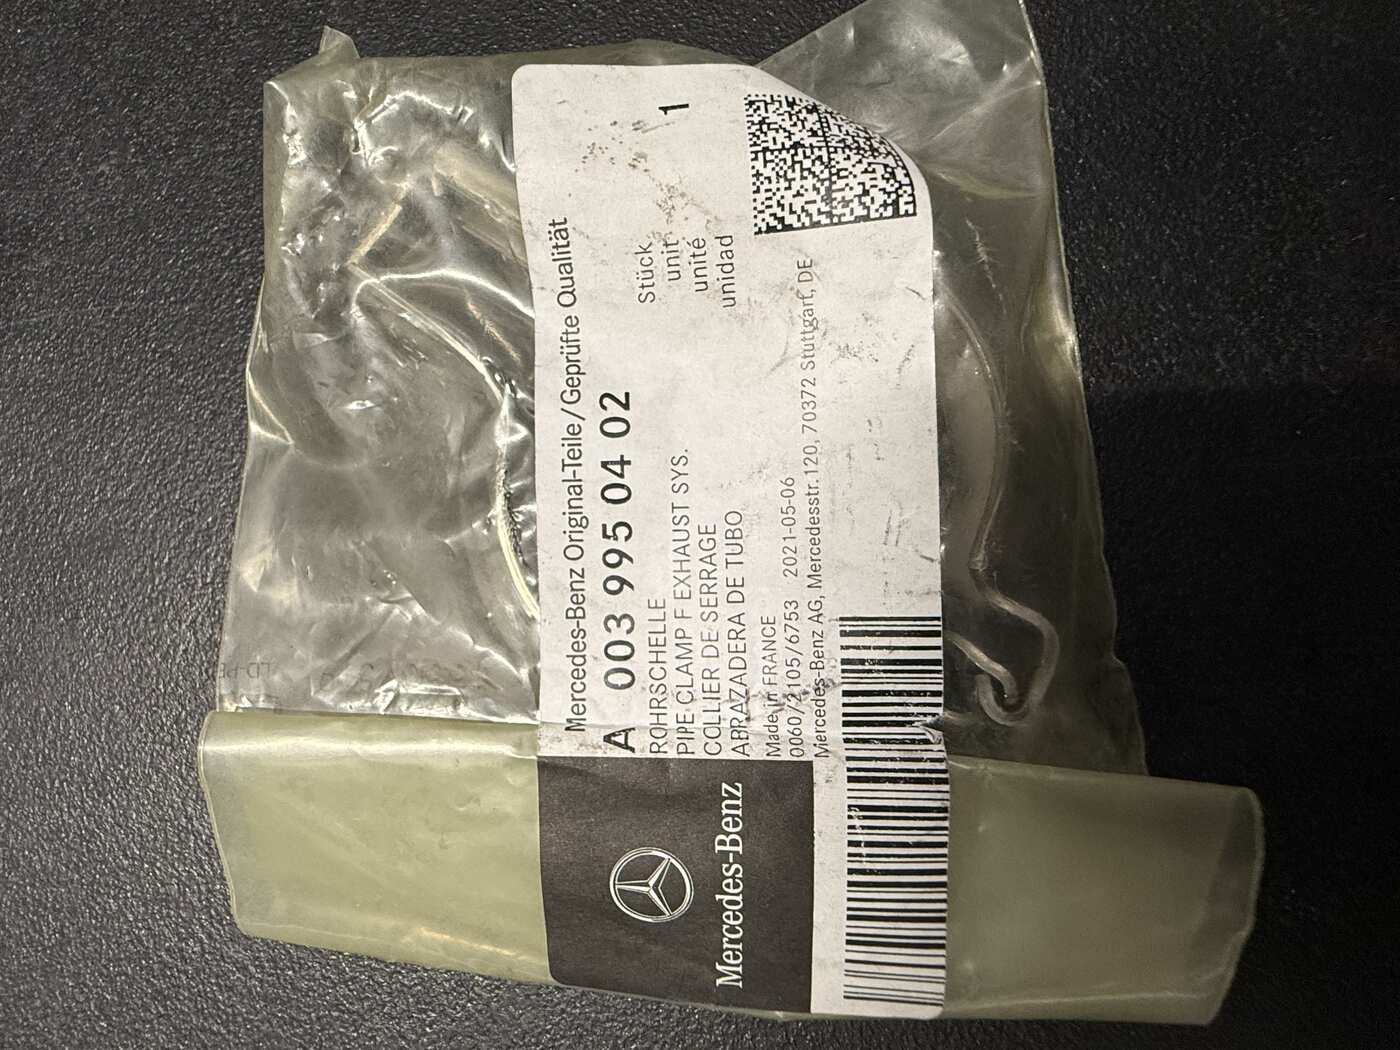 Mercedes-Benz Original-Teile/Geprüfte Qualität
A 003 995 04 02
ROHRSCHELLE
PIPE CLAMP F EXHAUST SYS.
COLLIER DE SERRAGE
ABRAZADERA DE TUBO
Stück
unit
unité
unidad
1
Made in FRANCE
0060/2105/6753 2021-05-06
Mercedes-Benz AG, Mercedesstr.120, 70372 Stuttgart, DE
Mercedes-Benz